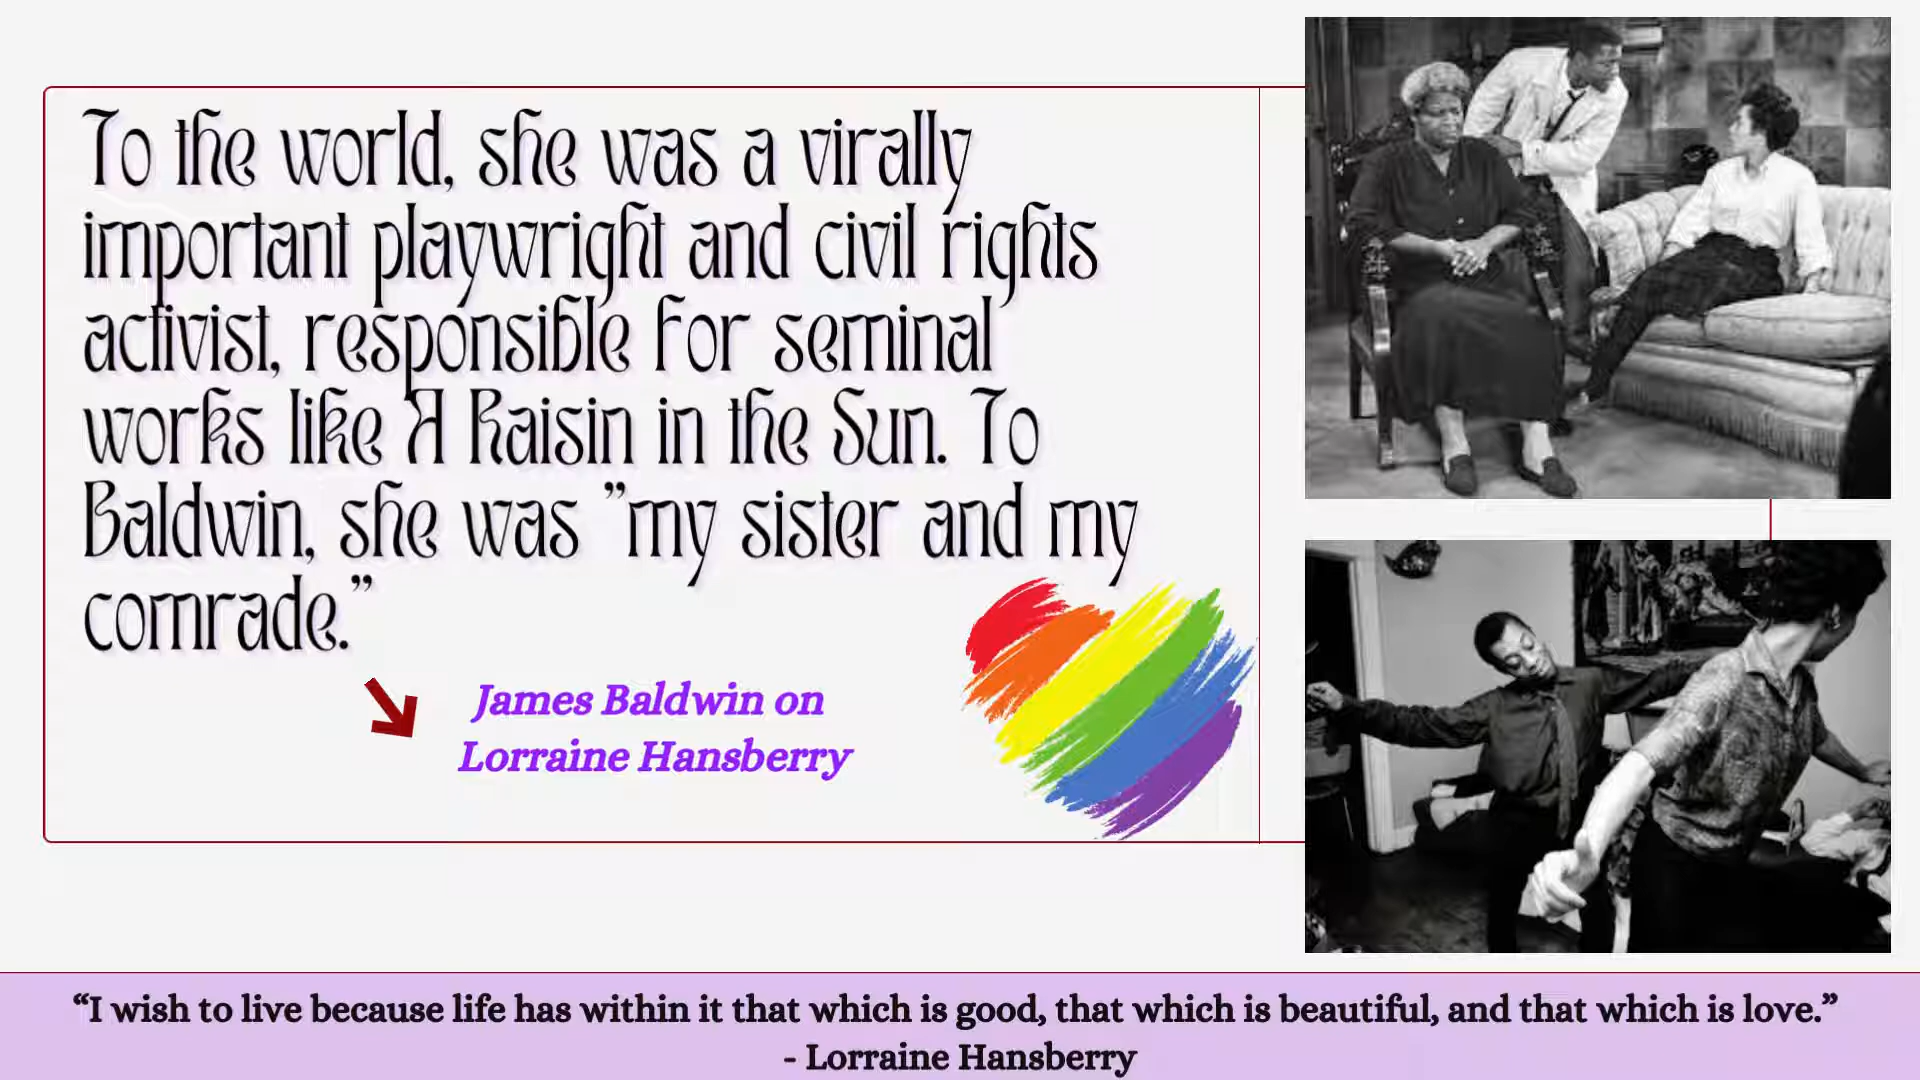 To the world, she was a virally
important playwright and civil rights
activist, responsible for seminal
works like A Raisin in the Sun. To
Baldwin, she was "my sister and my
comrade."
James Baldwin on
Lorraine Hansberry
“I wish to live because life has within it that which is good, that which is beautiful, and that which is love.”
- Lorraine Hansberry